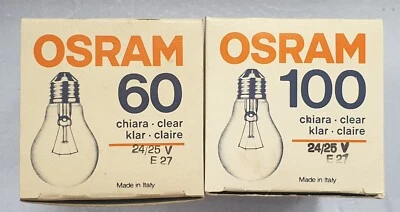 OSRAM
60
chiara · clear
klar · claire
24/25 V
E 27
Made in Italy
OSRAM
100
chiara · clear
klar · claire
24/25 V
E 27
Made in Italy